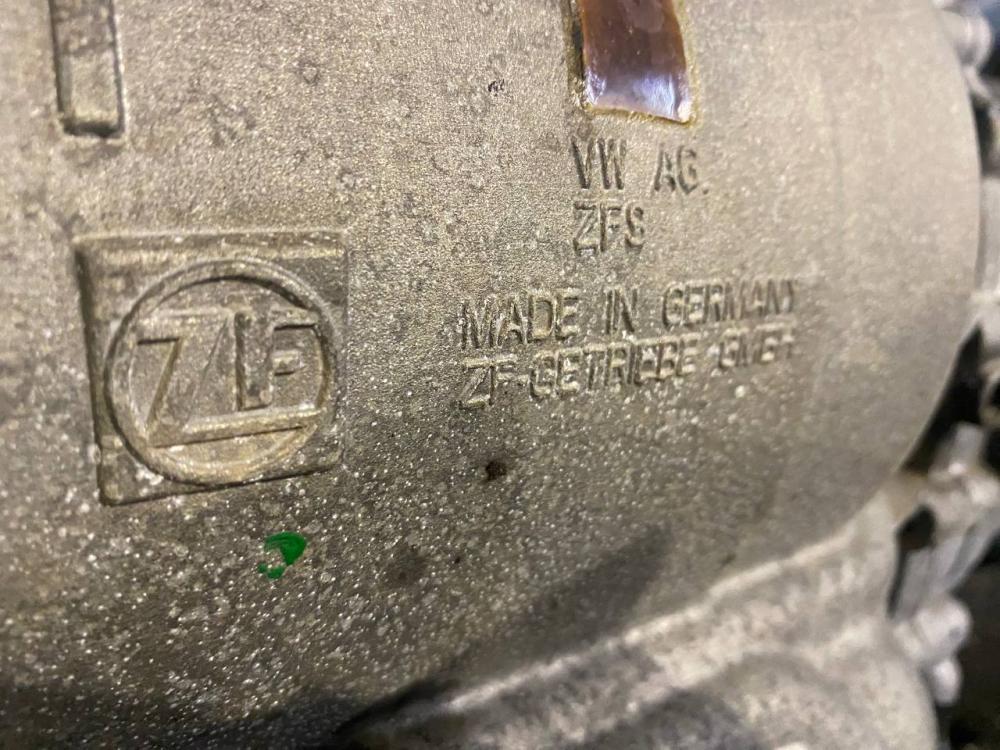 VW AG.
ZFS
ZF
MADE IN GERMANY
ZF-GETRIEBE GMBH